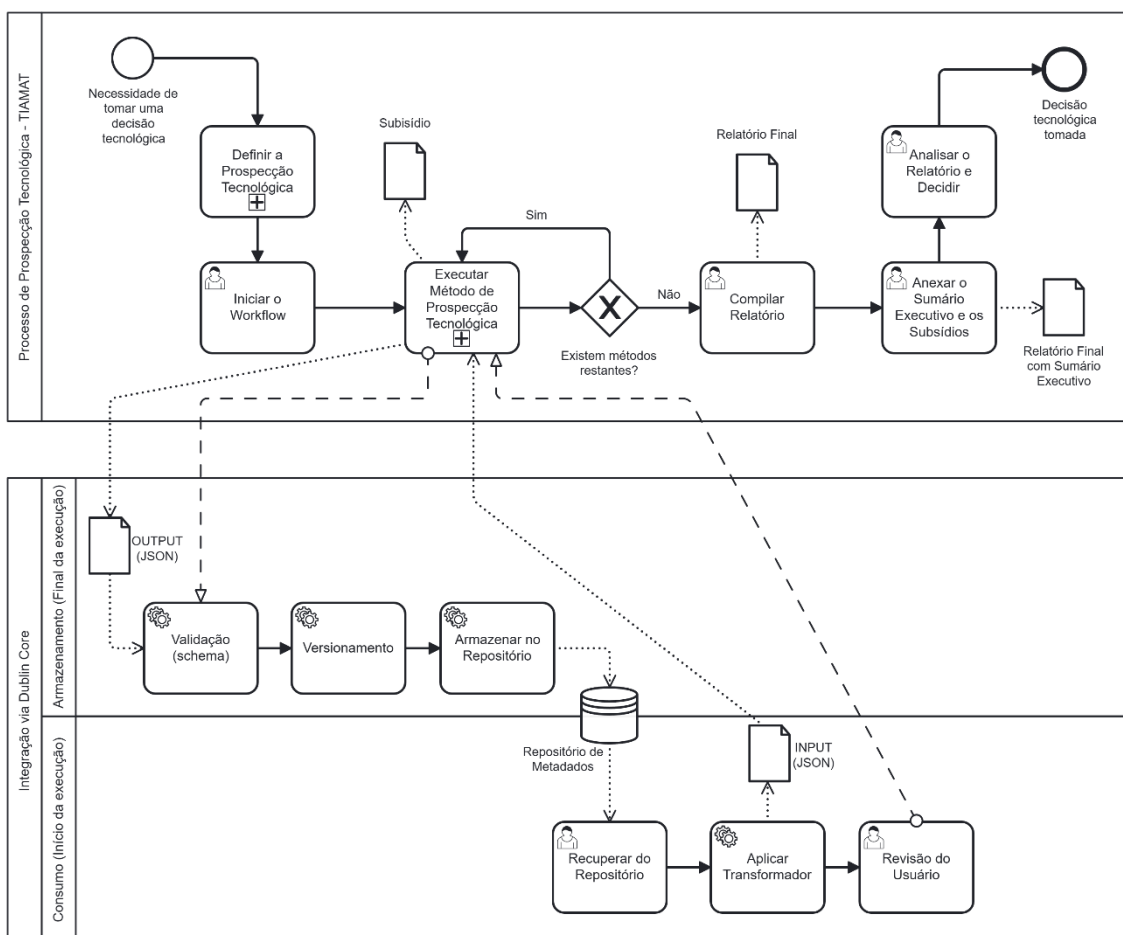 Processo de Prospecção Tecnológica - TIAMAT
Necessidade de
tomar uma
decisão
tecnológica
Definir a
Prospecção
Tecnológica
Iniciar o
Workflow
Subisídio
Executar
Método de
Prospecção
Tecnológica
Sim
Existem métodos
restantes?
Não
Relatório Final
Compilar
Relatório
Analisar o
Relatório e
Decidir
Decisão
tecnológica
tomada
Anexar o
Sumário
Executivo e os
Subsídios
Relatório Final
com Sumário
Executivo
Integração via Dublin Core
Armazenamento (Final da execução)
OUTPUT
(JSON)
Validação
(schema)
Versionamento
Armazenar no
Repositório
Repositório de
Metadados
Consumo (Início da execução)
INPUT
(JSON)
Recuperar do
Repositório
Aplicar
Transformador
Revisão do
Usuário